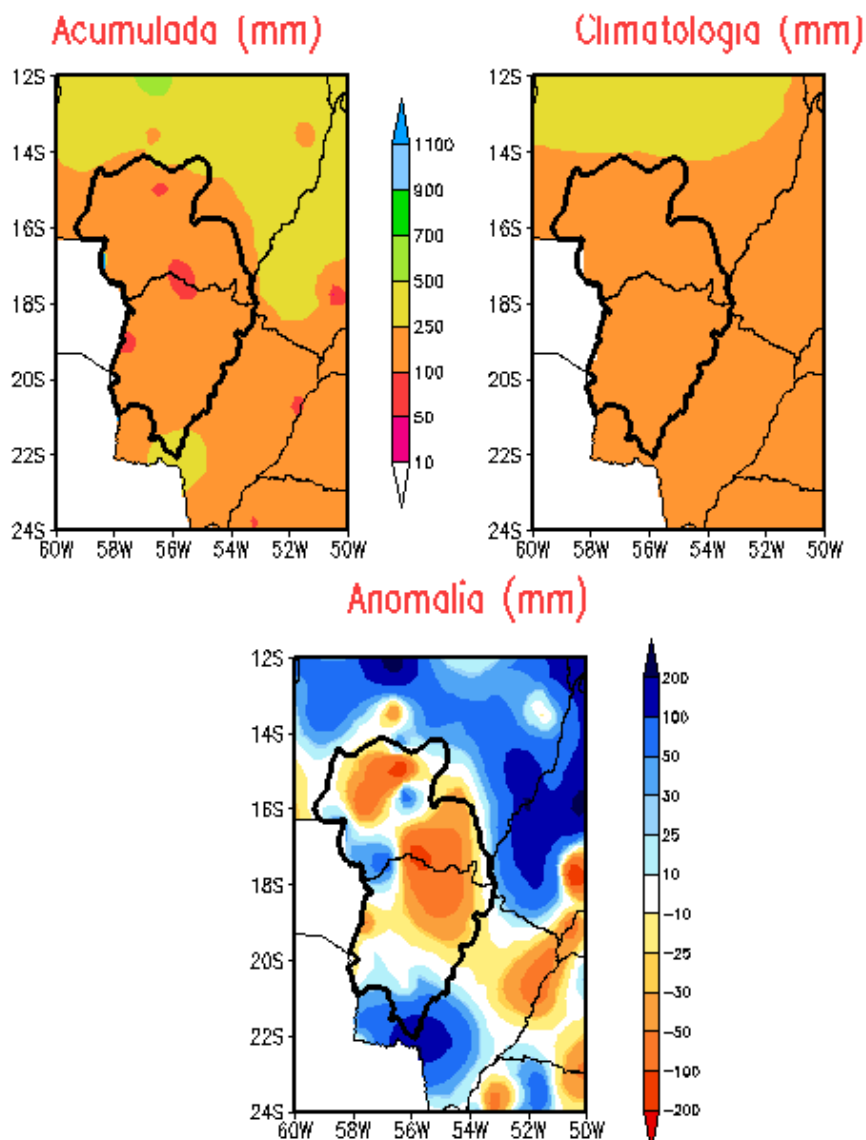 Acumulada (mm)
Climatologia (mm)
12S
14S
16S
18S
20S
22S
24S
60W 58W 56W 54W 52W 50W
1100
900
700
500
250
100
50
10
12S
14S
16S
18S
20S
22S
24S
60W 58W 56W 54W 52W 50W
Anomalia (mm)
12S
14S
16S
18S
20S
22S
24S
60W 58W 56W 54W 52W 50W
200
100
50
30
25
10
-10
-25
-30
-50
-100
-200